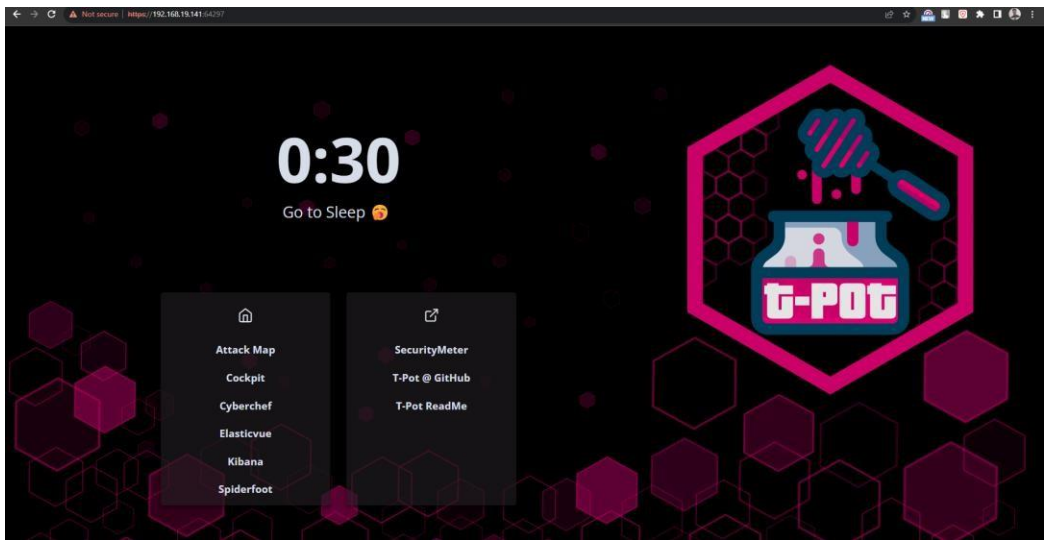 Not secure | https://192.168.19.141:64297
0:30
Go to Sleep 🥱
Attack Map
Cockpit
Cyberchef
Elasticvue
Kibana
Spiderfoot
SecurityMeter
T-Pot @ GitHub
T-Pot ReadMe
t-POt